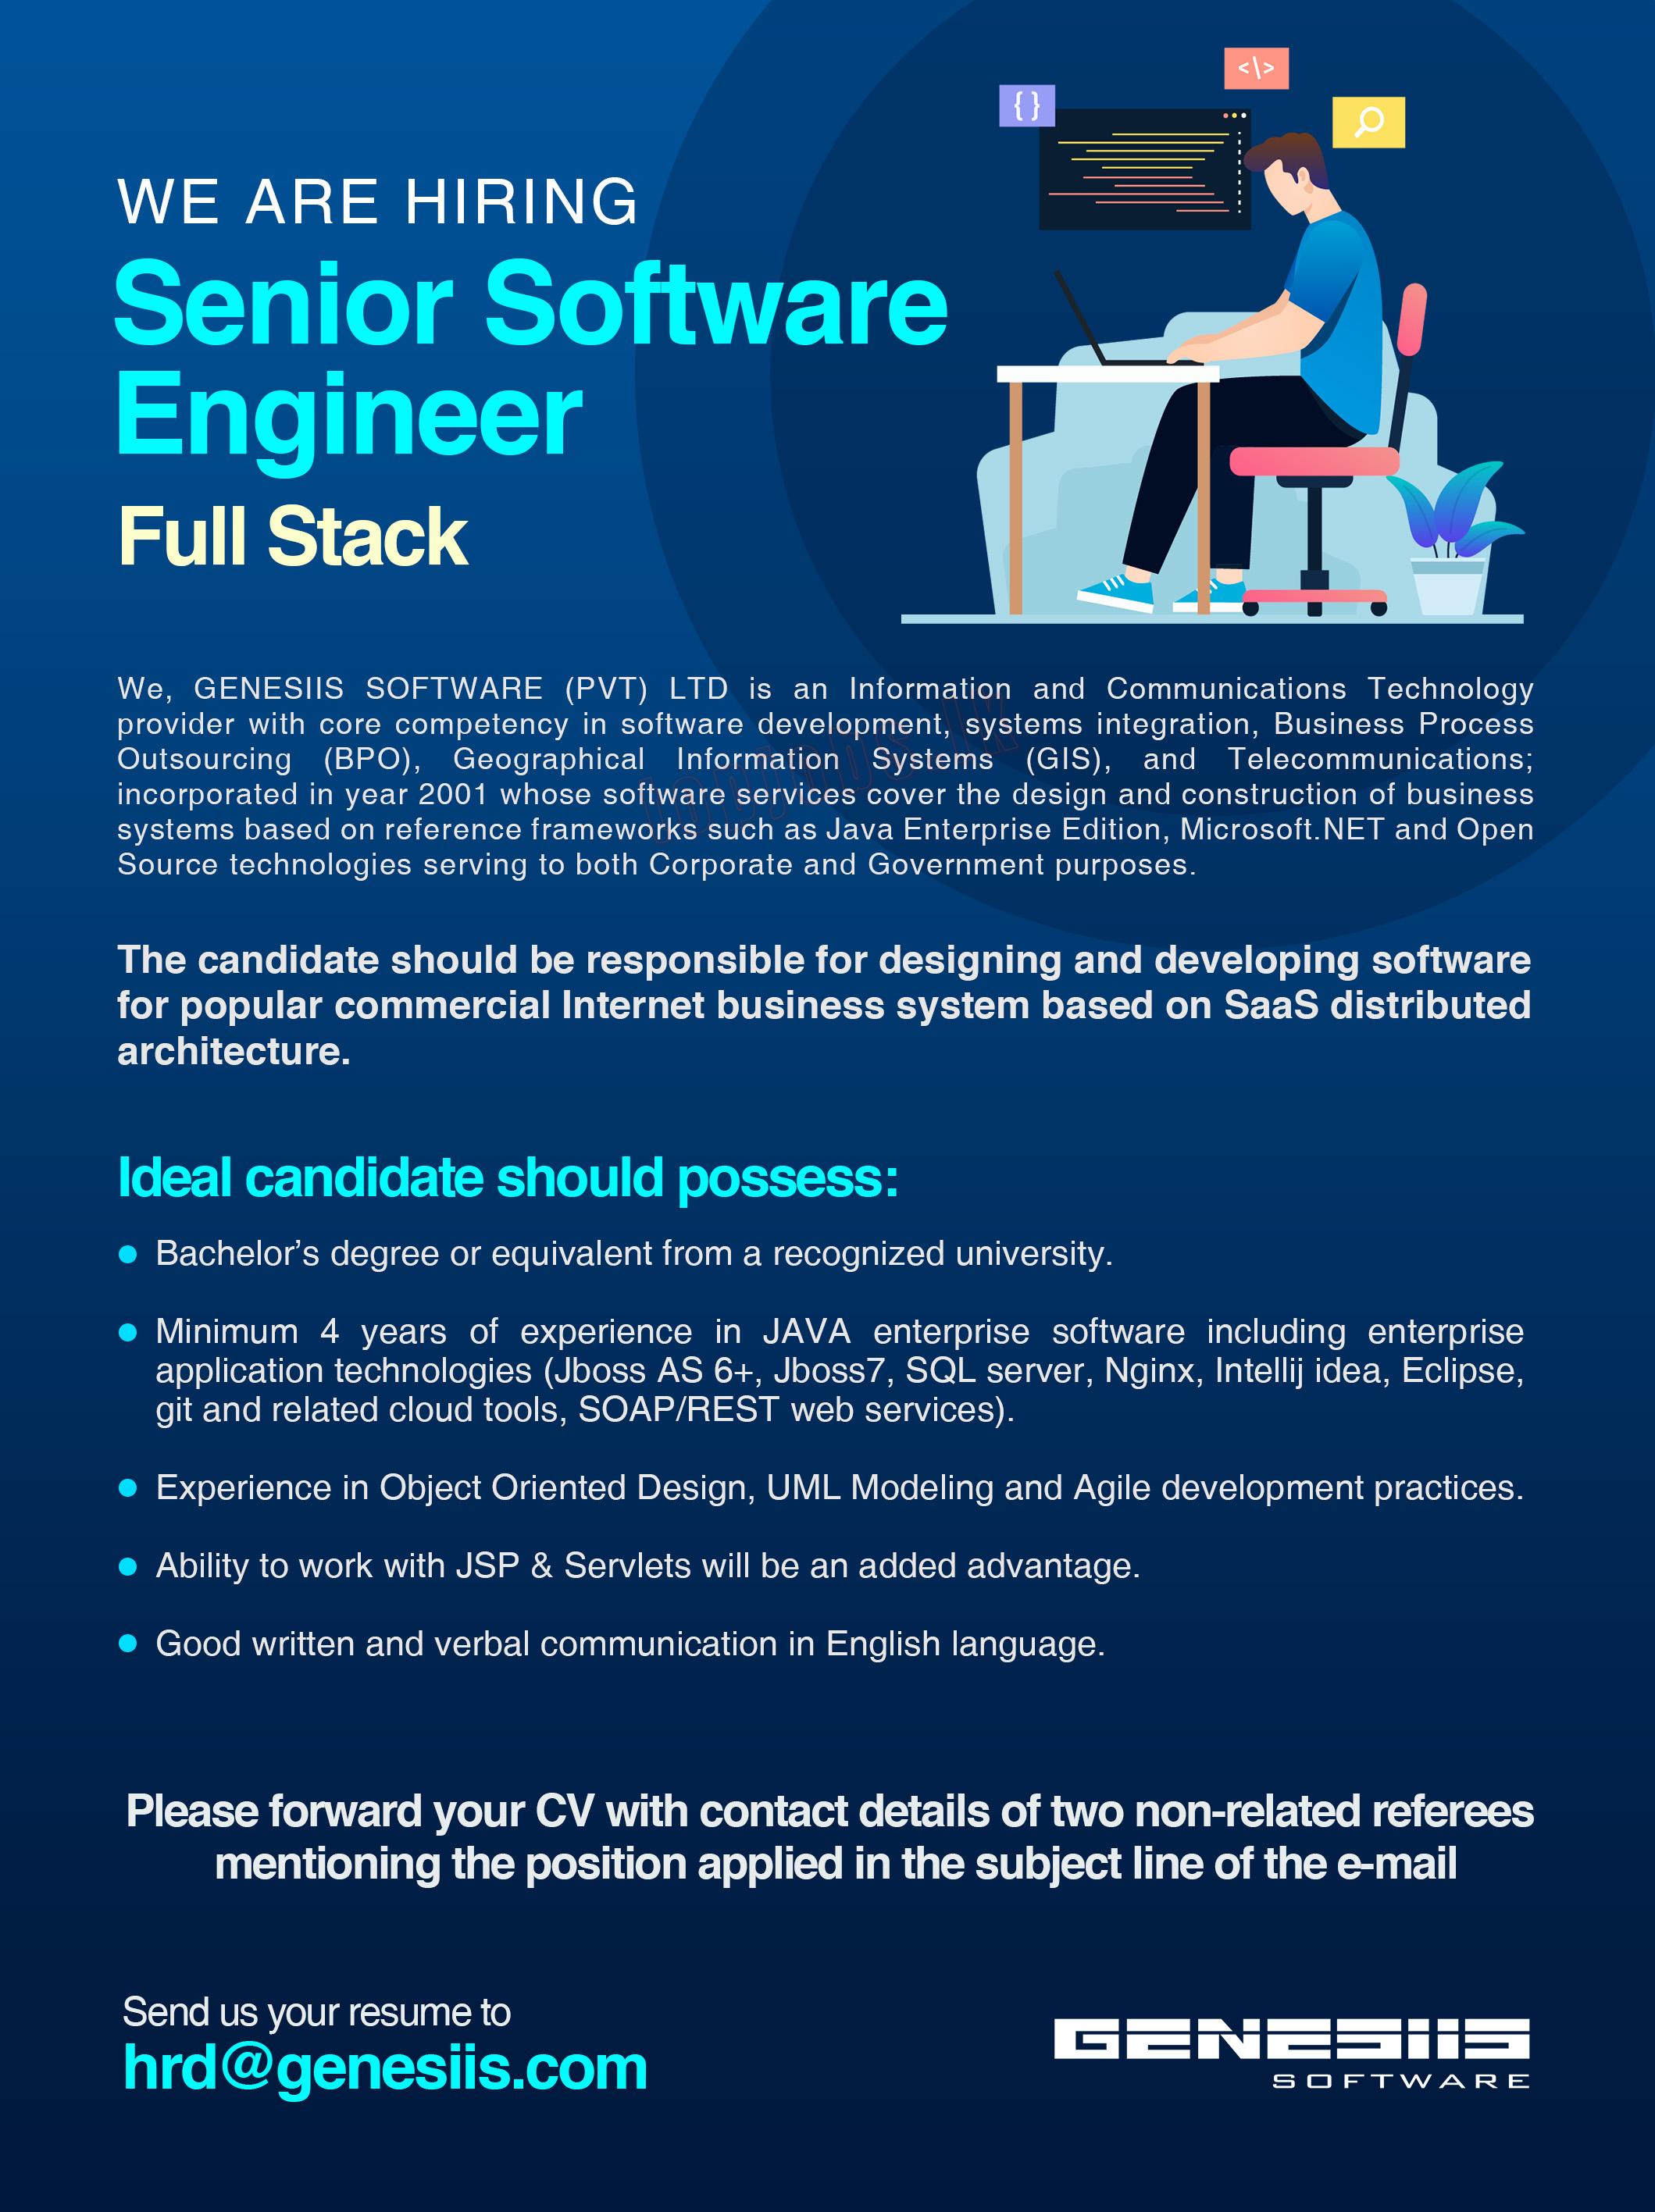 { }
<\>
WE ARE HIRING
Senior Software
Engineer
Full Stack
We, GENESIIS SOFTWARE (PVT) LTD is an Information and Communications Technology
provider with core competency in software development, systems integration, Business Process
Outsourcing (BPO), Geographical Information Systems (GIS), and Telecommunications;
incorporated in year 2001 whose software services cover the design and construction of business
systems based on reference frameworks such as Java Enterprise Edition, Microsoft.NET and Open
Source technologies serving to both Corporate and Government purposes.
topjobs.lk
The candidate should be responsible for designing and developing software
for popular commercial Internet business system based on SaaS distributed
architecture.
Ideal candidate should possess:
Bachelor’s degree or equivalent from a recognized university.
Minimum 4 years of experience in JAVA enterprise software including enterprise
application technologies (Jboss AS 6+, Jboss7, SQL server, Nginx, Intellij idea, Eclipse,
git and related cloud tools, SOAP/REST web services).
Experience in Object Oriented Design, UML Modeling and Agile development practices.
Ability to work with JSP & Servlets will be an added advantage.
Good written and verbal communication in English language.
Please forward your CV with contact details of two non-related referees
mentioning the position applied in the subject line of the e-mail
Send us your resume to
hrd@genesiis.com
GENESIIS
SOFTWARE